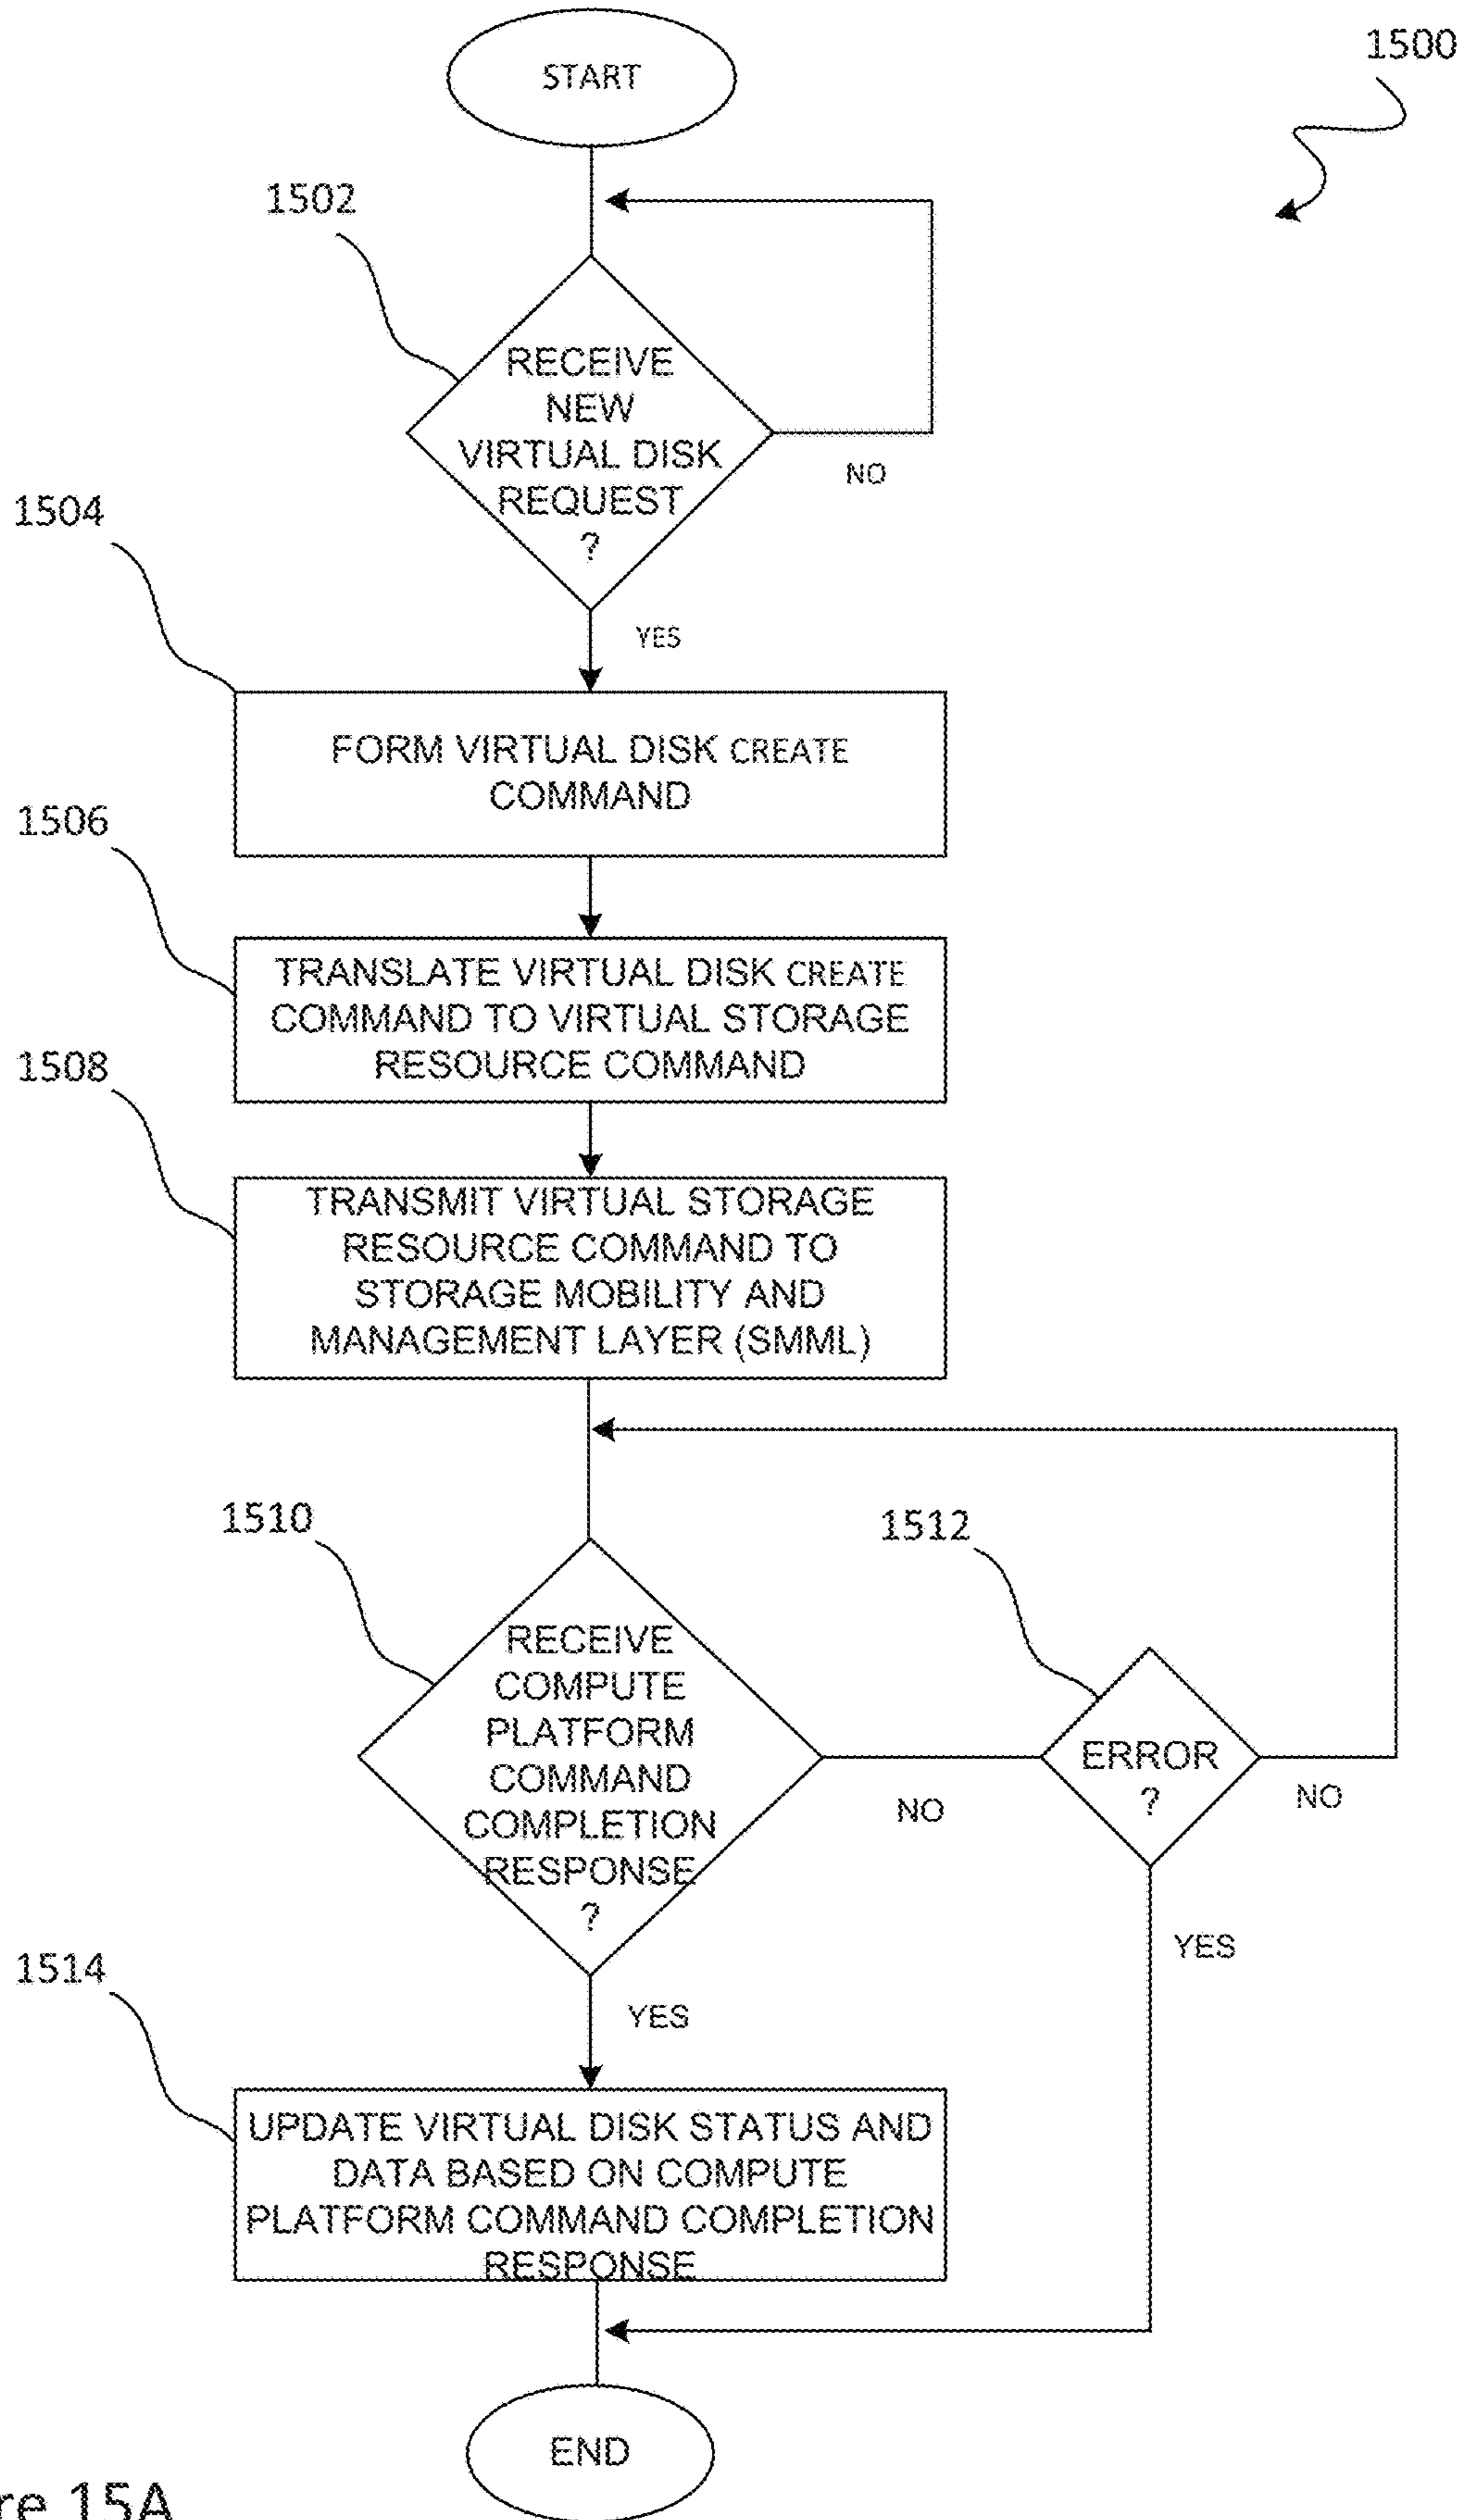 START
1500
1502
RECEIVE
NEW
VIRTUAL DISK
REQUEST
?
NO
1504
YES
FORM VIRTUAL DISK CREATE
COMMAND
1506
TRANSLATE VIRTUAL DISK CREATE
COMMAND TO VIRTUAL STORAGE
RESOURCE COMMAND
1508
TRANSMIT VIRTUAL STORAGE
RESOURCE COMMAND TO
STORAGE MOBILITY AND
MANAGEMENT LAYER (SMML)
1510
1512
RECEIVE
COMPUTE
PLATFORM
COMMAND
COMPLETION
RESPONSE
?
NO
ERROR
?
NO
YES
1514
YES
UPDATE VIRTUAL DISK STATUS AND
DATA BASED ON COMPUTE
PLATFORM COMMAND COMPLETION
RESPONSE
END
re 15A